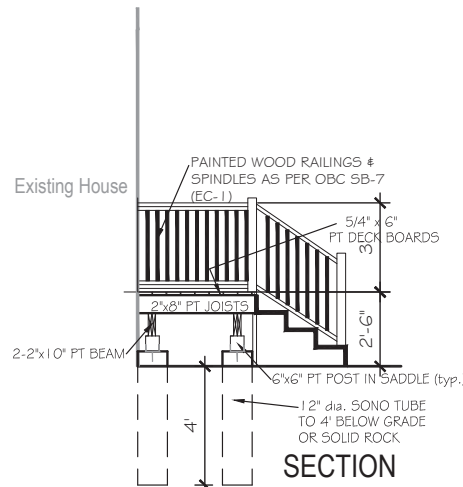 PAINTED WOOD RAILINGS &
SPINDLES AS PER OBC SB-7
(EC-1)
Existing House
5/4" x 6"
PT DECK BOARDS
3'
2"x8" PT JOISTS
2-2"x10" PT BEAM
2'-6"
6"x6" PT POST IN SADDLE (typ.
4'
12" dia. SONO TUBE
TO 4' BELOW GRADE
OR SOLID ROCK
SECTION